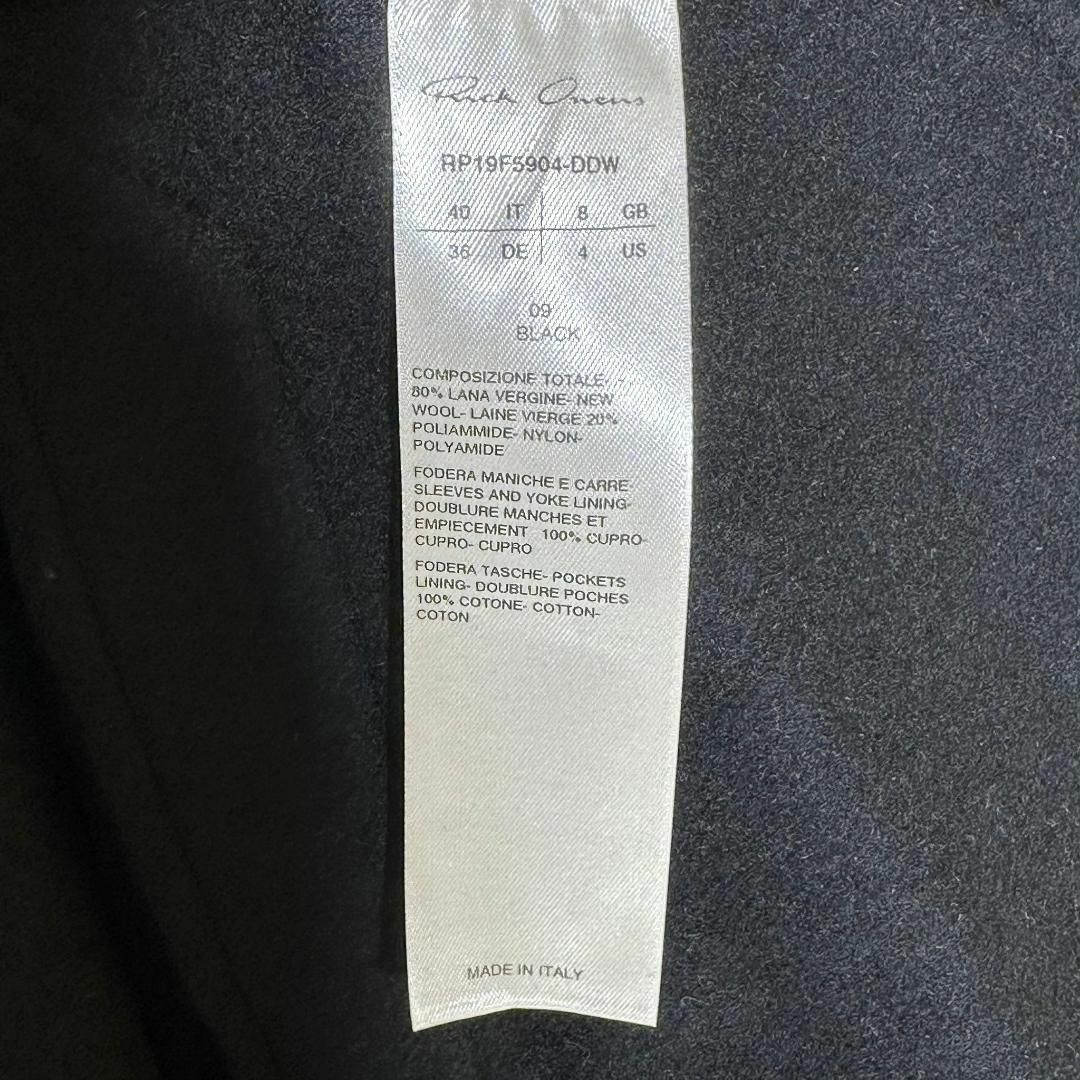 Rick Owens
RP19F5904-DDW
40 IT 8 GB
36 DE 4 US
09
BLACK
COMPOSIZIONE TOTALE- -
80% LANA VERGINE- NEW
WOOL- LAINE VIERGE 20%
POLIAMMIDE- NYLON-
POLYAMIDE
FODERA MANICHE E CARRE-
SLEEVES AND YOKE LINING-
DOUBLURE MANCHES ET
EMPIECEMENT 100% CUPRO-
CUPRO- CUPRO
FODERA TASCHE- POCKETS
LINING- DOUBLURE POCHES
100% COTONE- COTTON-
COTON
MADE IN ITALY